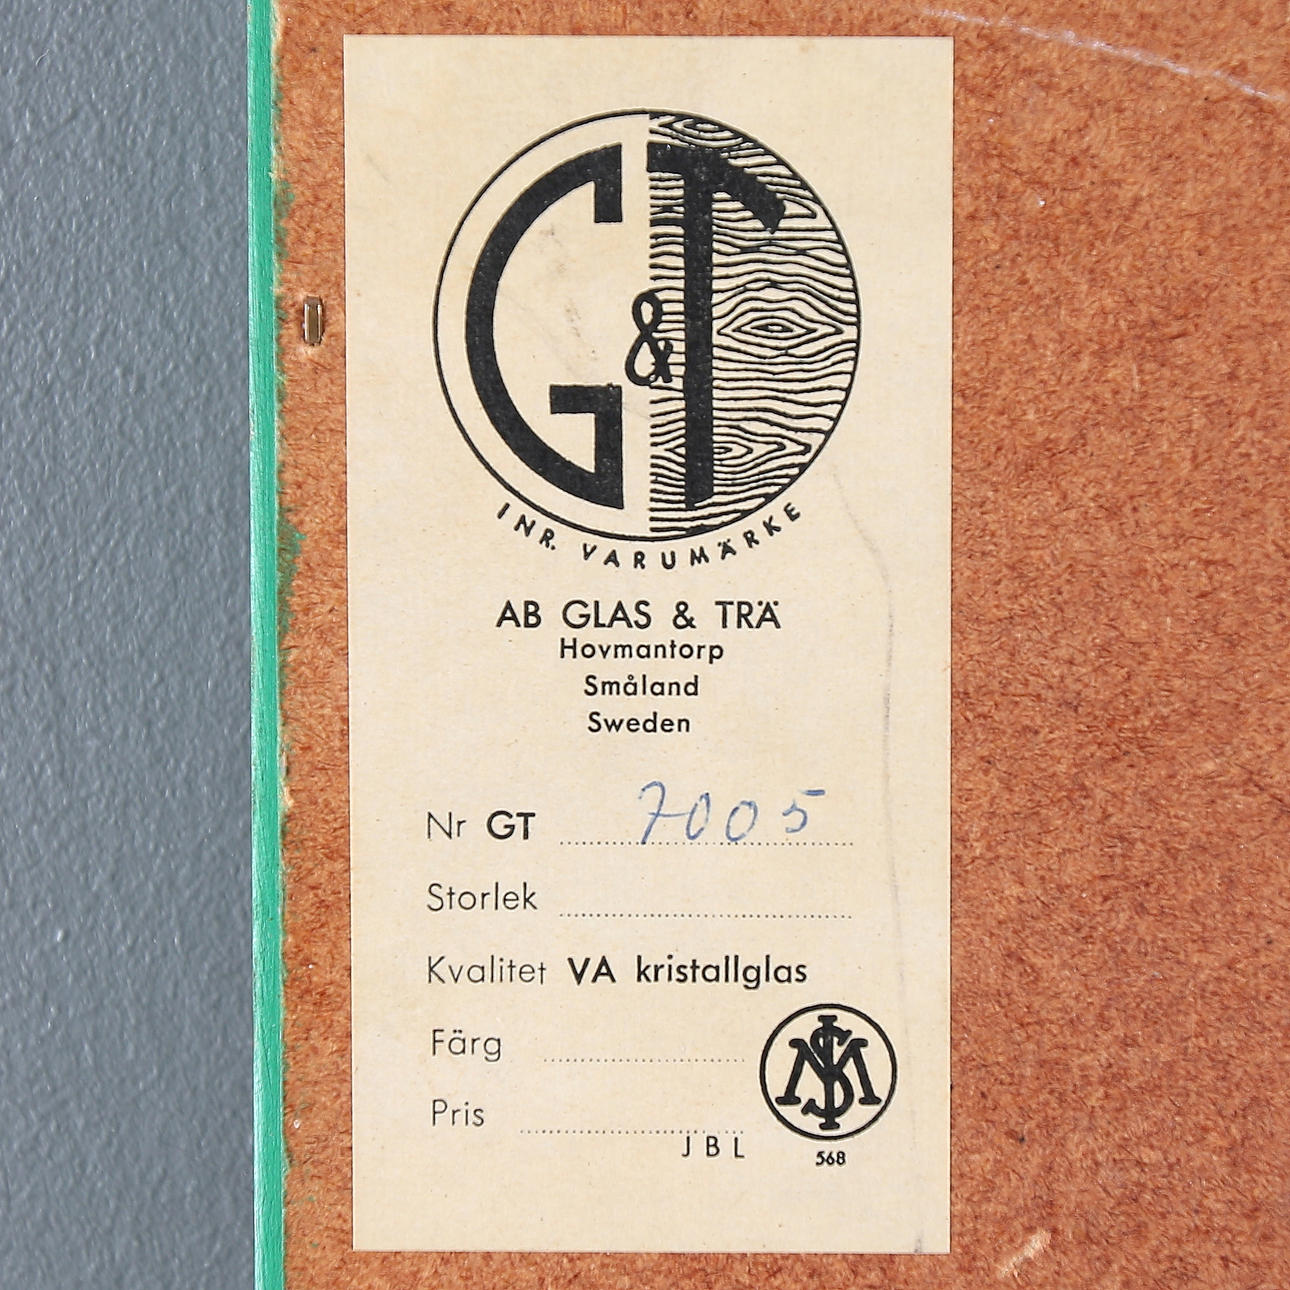 G & T
INR. VARUMÄRKE
AB GLAS & TRÄ
Hovmantorp
Småland
Sweden
Nr GT 7005
Storlek
Kvalitet VA kristallglas
Färg
Pris
JBL
SIM
568